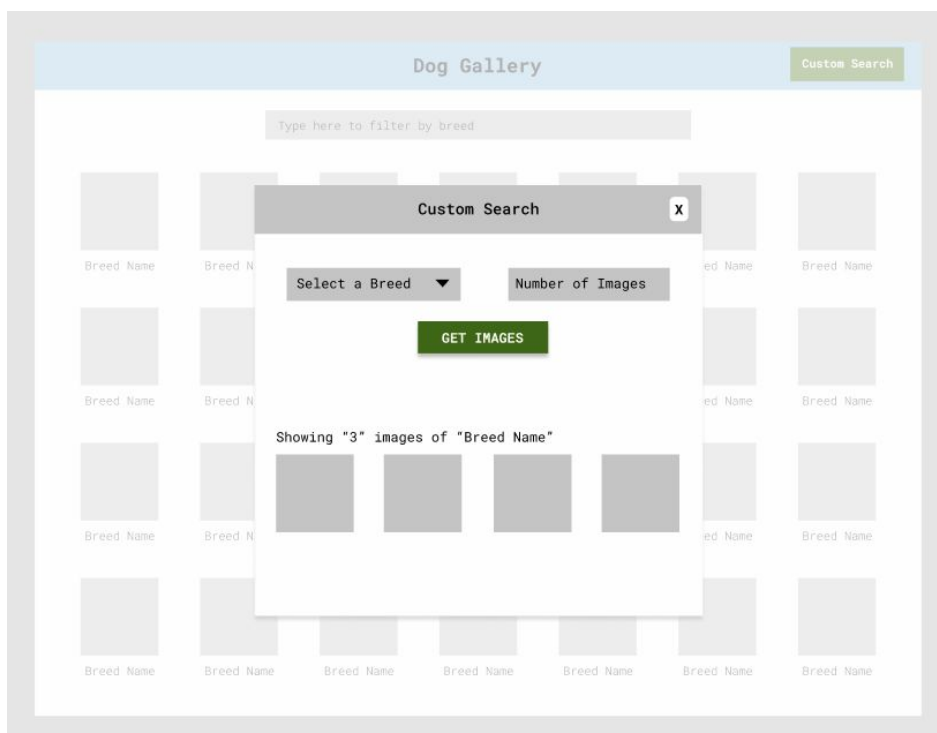 Dog Gallery
Custom Search
Type here to filter by breed
Custom Search
X
Breed Name
Breed N
ed Name
Breed Name
Select a Breed
Number of Images
GET IMAGES
Breed Name
Breed N
ed Name
Breed Name
Showing "3" images of "Breed Name"
Breed Name
Breed N
ed Name
Breed Name
Breed Name
Breed Name
Breed Name
Breed Name
Breed Name
Breed Name
Breed Name